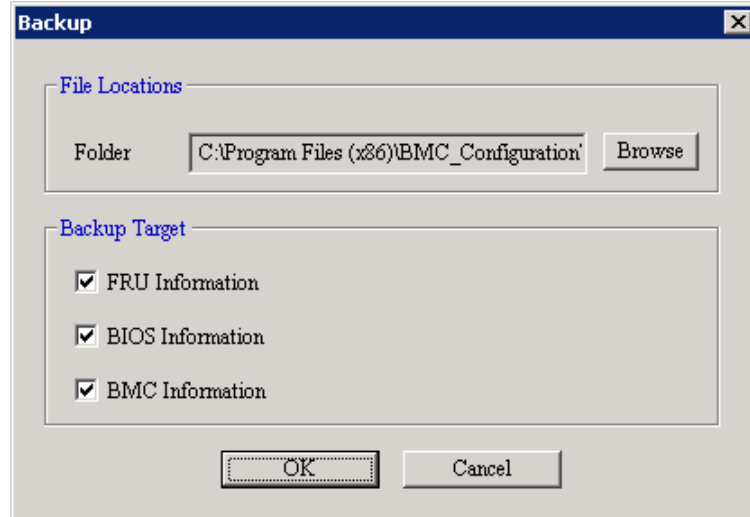 Backup
File Locations
Folder C:\Program Files (x86)\BMC_Configuration\ Browse
Backup Target
FRU Information
BIOS Information
BMC Information
OK Cancel